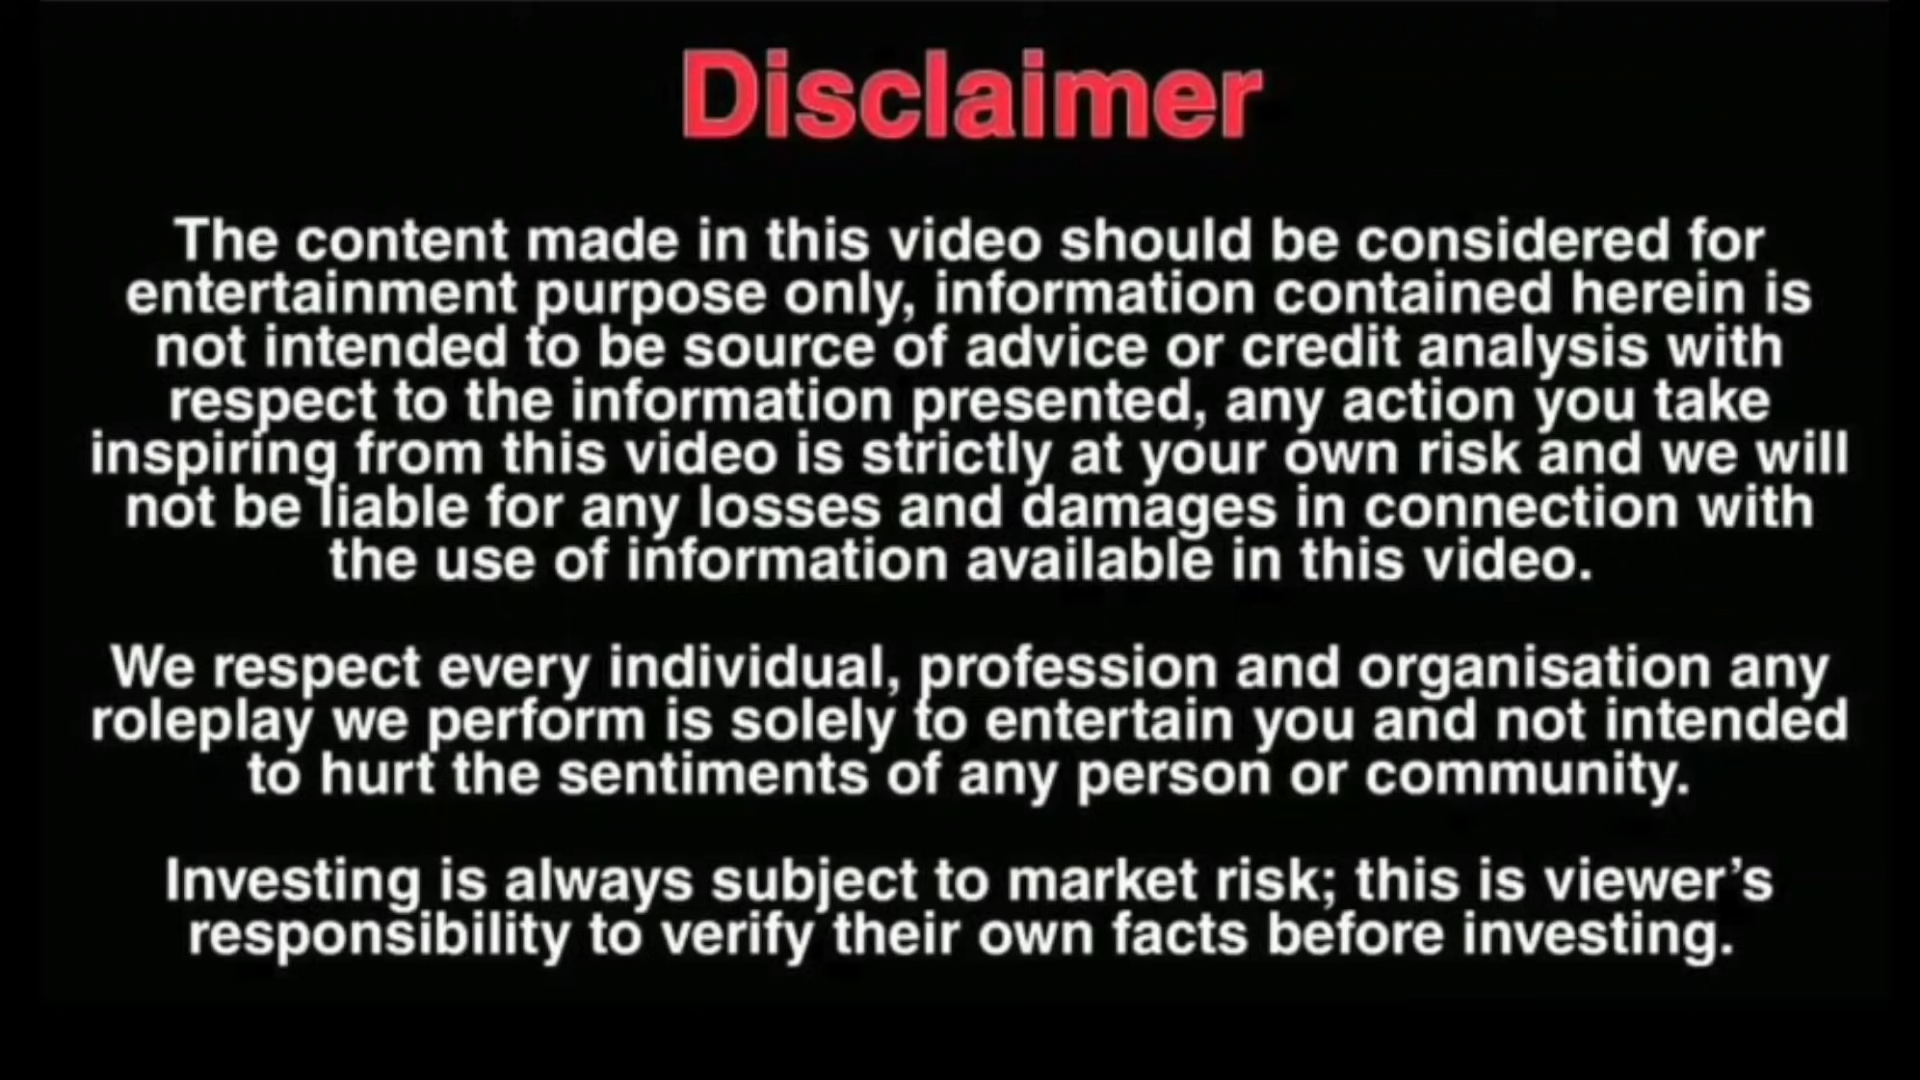 Disclaimer
The content made in this video should be considered for
entertainment purpose only, information contained herein is
not intended to be source of advice or credit analysis with
respect to the information presented, any action you take
inspiring from this video is strictly at your own risk and we will
not be liable for any losses and damages in connection with
the use of information available in this video.
We respect every individual, profession and organisation any
roleplay we perform is solely to entertain you and not intended
to hurt the sentiments of any person or community.
Investing is always subject to market risk; this is viewer’s
responsibility to verify their own facts before investing.